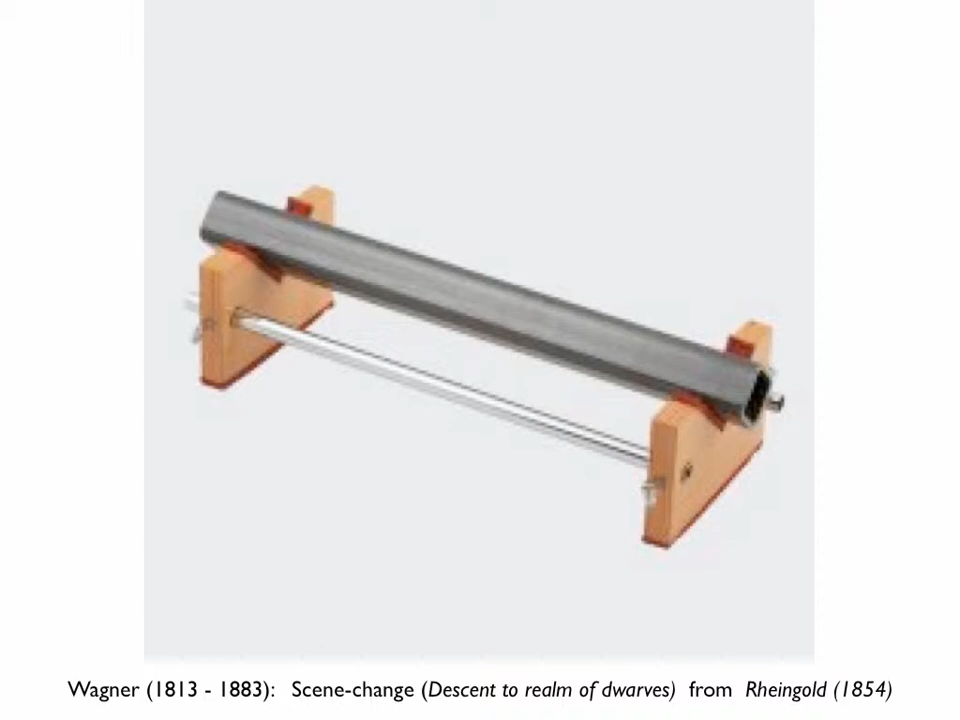 Wagner (1813 - 1883): Scene-change (Descent to realm of dwarves) from Rheingold (1854)